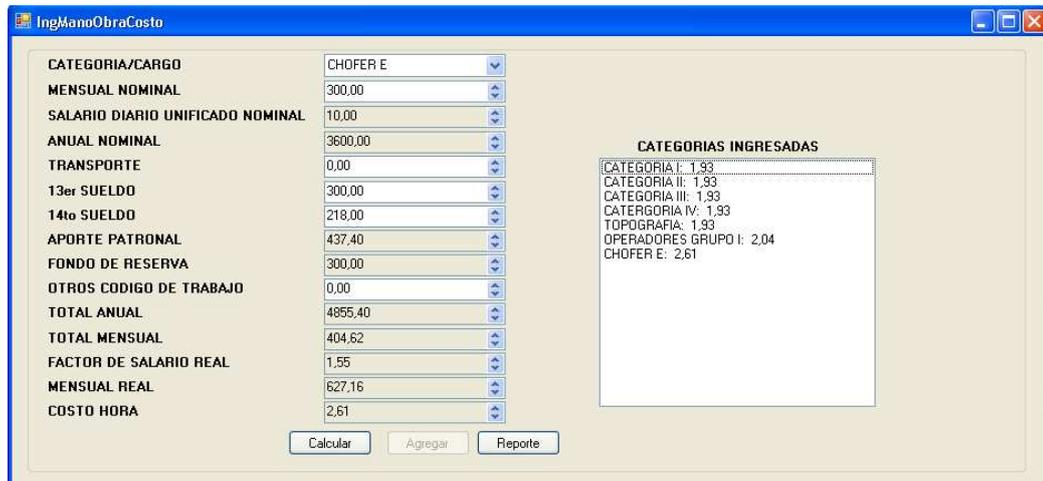 IngManoObraCosto
CATEGORIA/CARGO CHOFER E
MENSUAL NOMINAL 300,00
SALARIO DIARIO UNIFICADO NOMINAL 10,00
ANUAL NOMINAL 3600,00
TRANSPORTE 0,00
13er SUELDO 300,00
14to SUELDO 218,00
APORTE PATRONAL 437,40
FONDO DE RESERVA 300,00
OTROS CODIGO DE TRABAJO 0,00
TOTAL ANUAL 4855,40
TOTAL MENSUAL 404,62
FACTOR DE SALARIO REAL 1,55
MENSUAL REAL 627,16
COSTO HORA 2,61
Calcular Agregar Reporte
CATEGORIAS INGRESADAS
CATEGORIA I: 1,93
CATEGORIA II: 1,93
CATEGORIA III: 1,93
CATERGORIA IV: 1,93
TOPOGRAFIA: 1,93
OPERADORES GRUPO I: 2,04
CHOFER E: 2,61